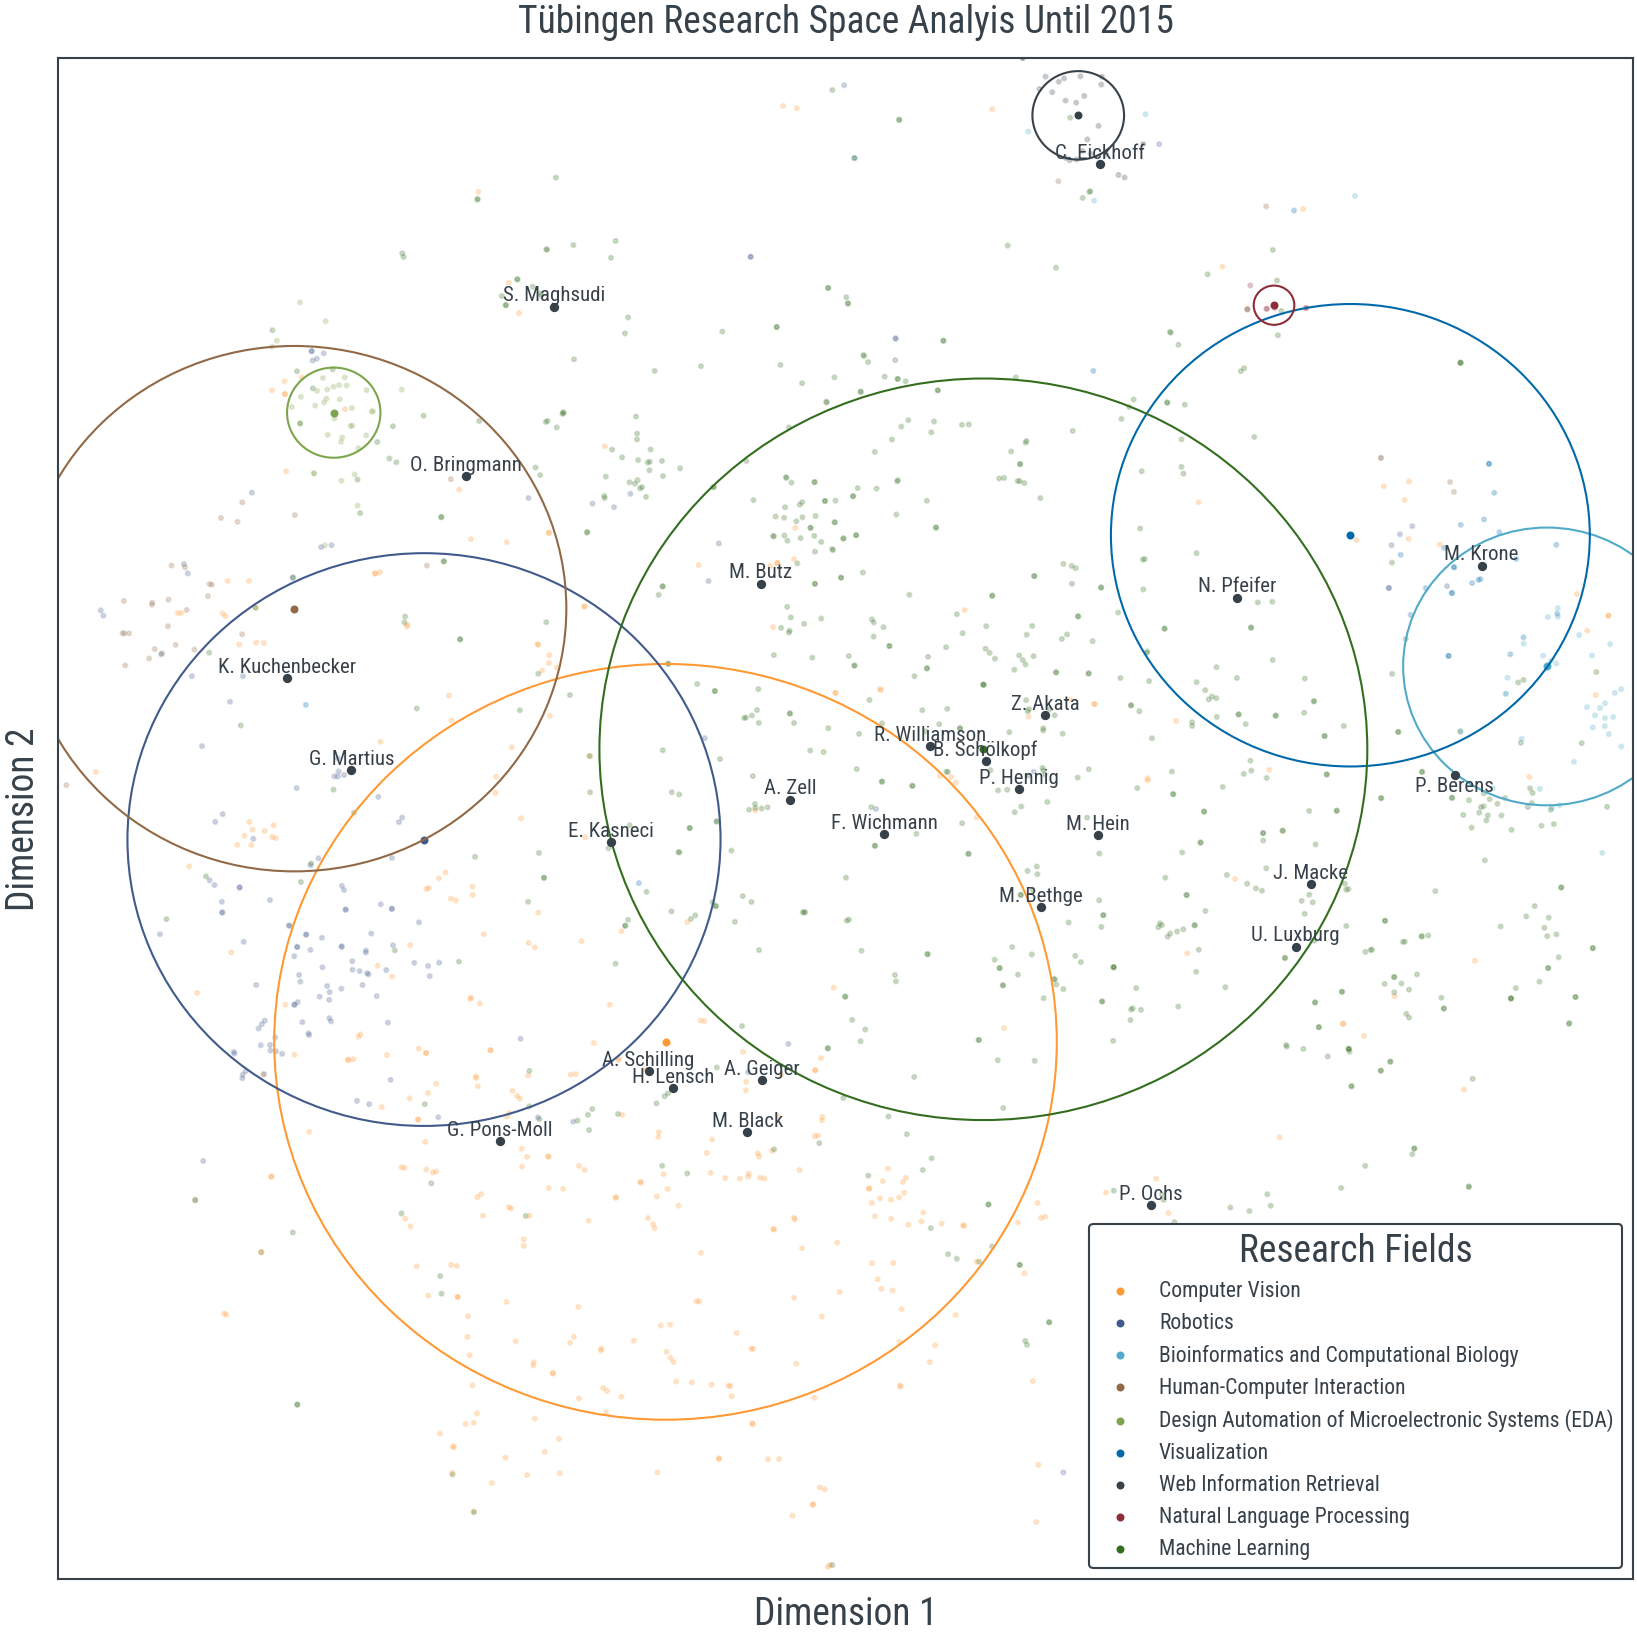 Tübingen Research Space Analyis Until 2015
C. Eickhoff
S. Maghsudi
O. Bringmann
M. Krone
M. Butz
N. Pfeifer
K. Kuchenbecker
Z. Akata
R. Williamson
B. Schölkopf
G. Martius
P. Hennig
A. Zell
P. Berens
F. Wichmann
M. Hein
E. Kasneci
J. Macke
M. Bethge
U. Luxburg
A. Schilling
A. Geiger
H. Lensch
M. Black
G. Pons-Moll
P. Ochs
Research Fields
Computer Vision
Robotics
Bioinformatics and Computational Biology
Human-Computer Interaction
Design Automation of Microelectronic Systems (EDA)
Visualization
Web Information Retrieval
Natural Language Processing
Machine Learning
Dimension 2
Dimension 1